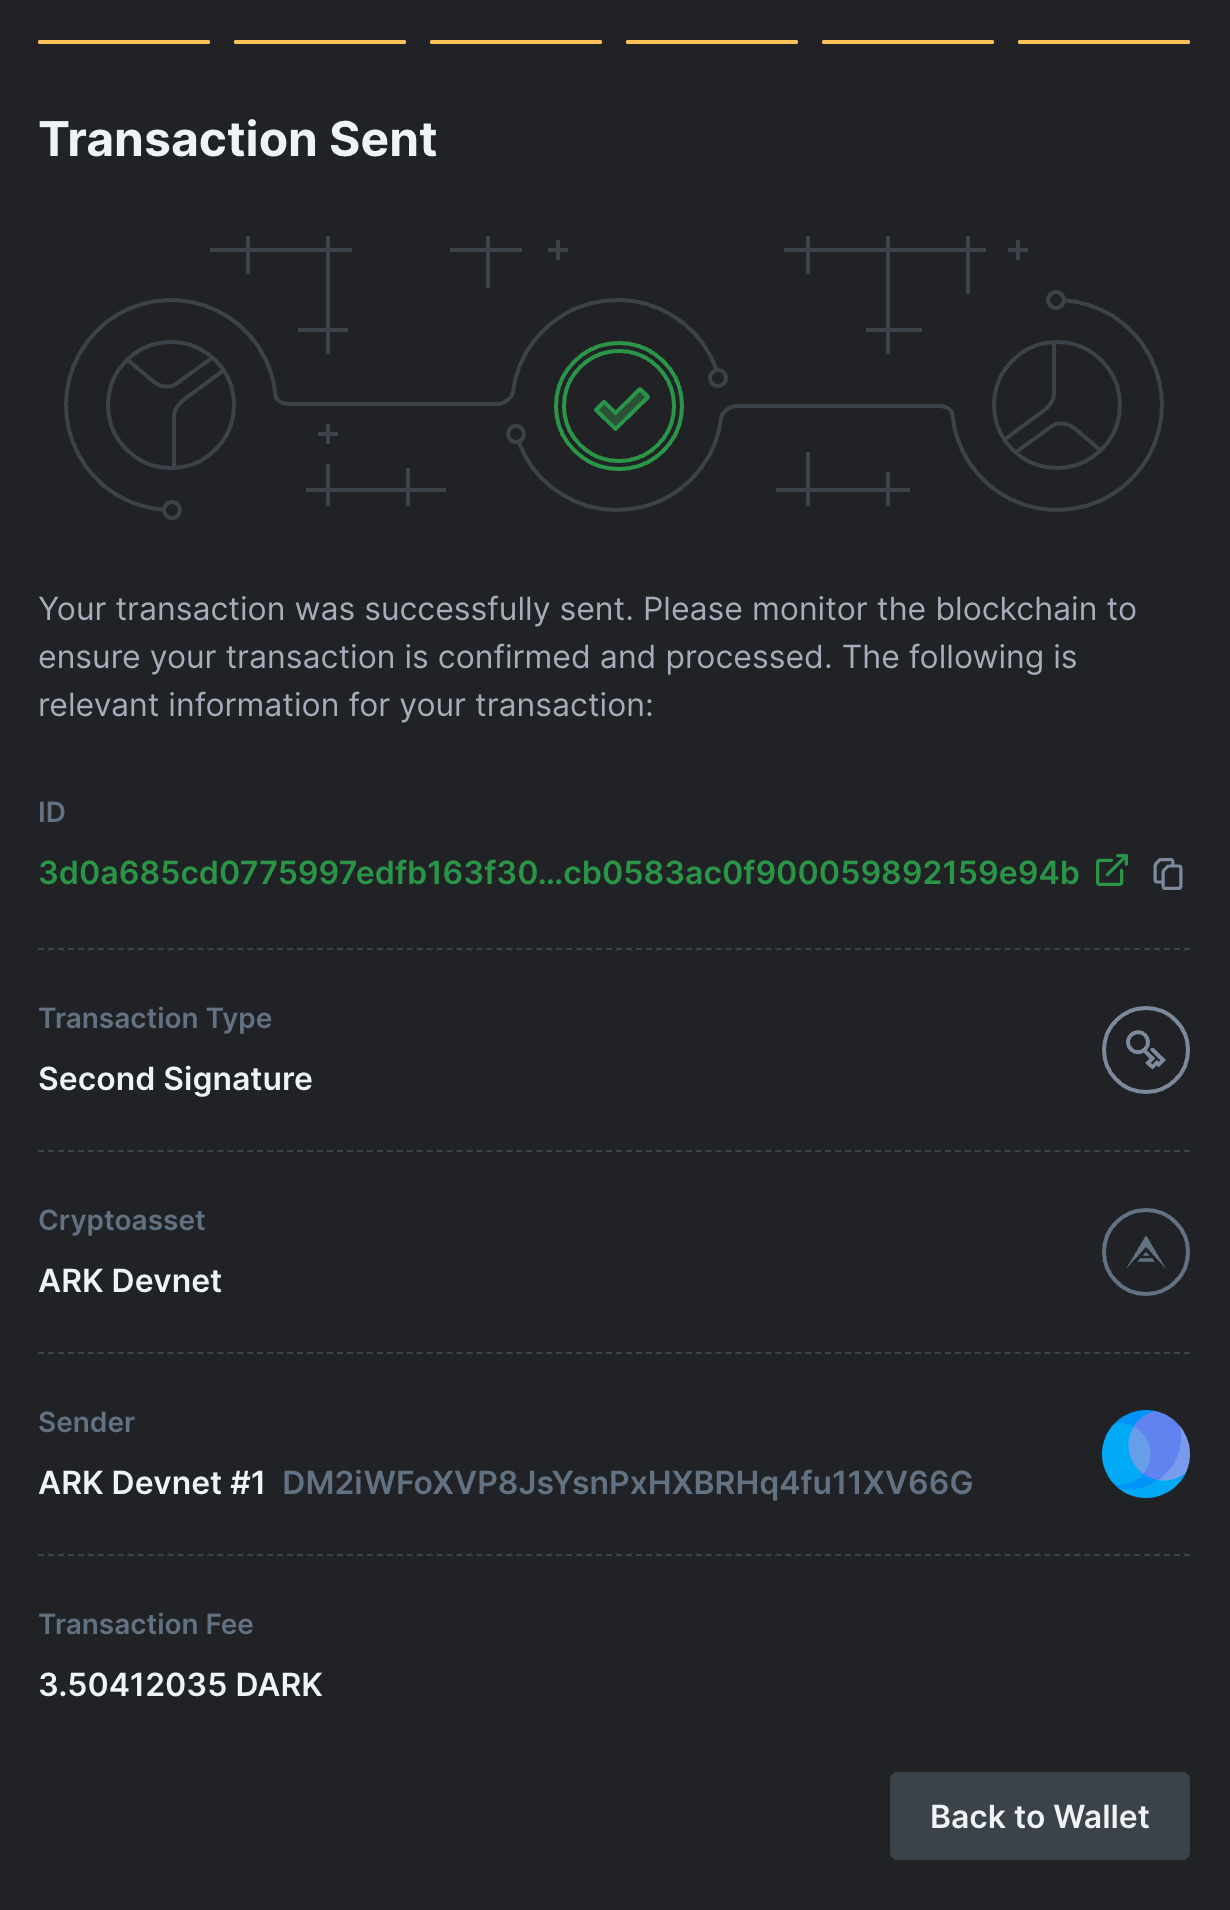 Transaction Sent
Your transaction was successfully sent. Please monitor the blockchain to
ensure your transaction is confirmed and processed. The following is
relevant information for your transaction:
ID
3d0a685cd0775997edfb163f30...cb0583ac0f900059892159e94b
Transaction Type
Second Signature
Cryptoasset
ARK Devnet
Sender
ARK Devnet #1 DM2iWFoXVP8JsYsnPxHXBRHq4fu11XV66G
Transaction Fee
3.50412035 DARK
Back to Wallet